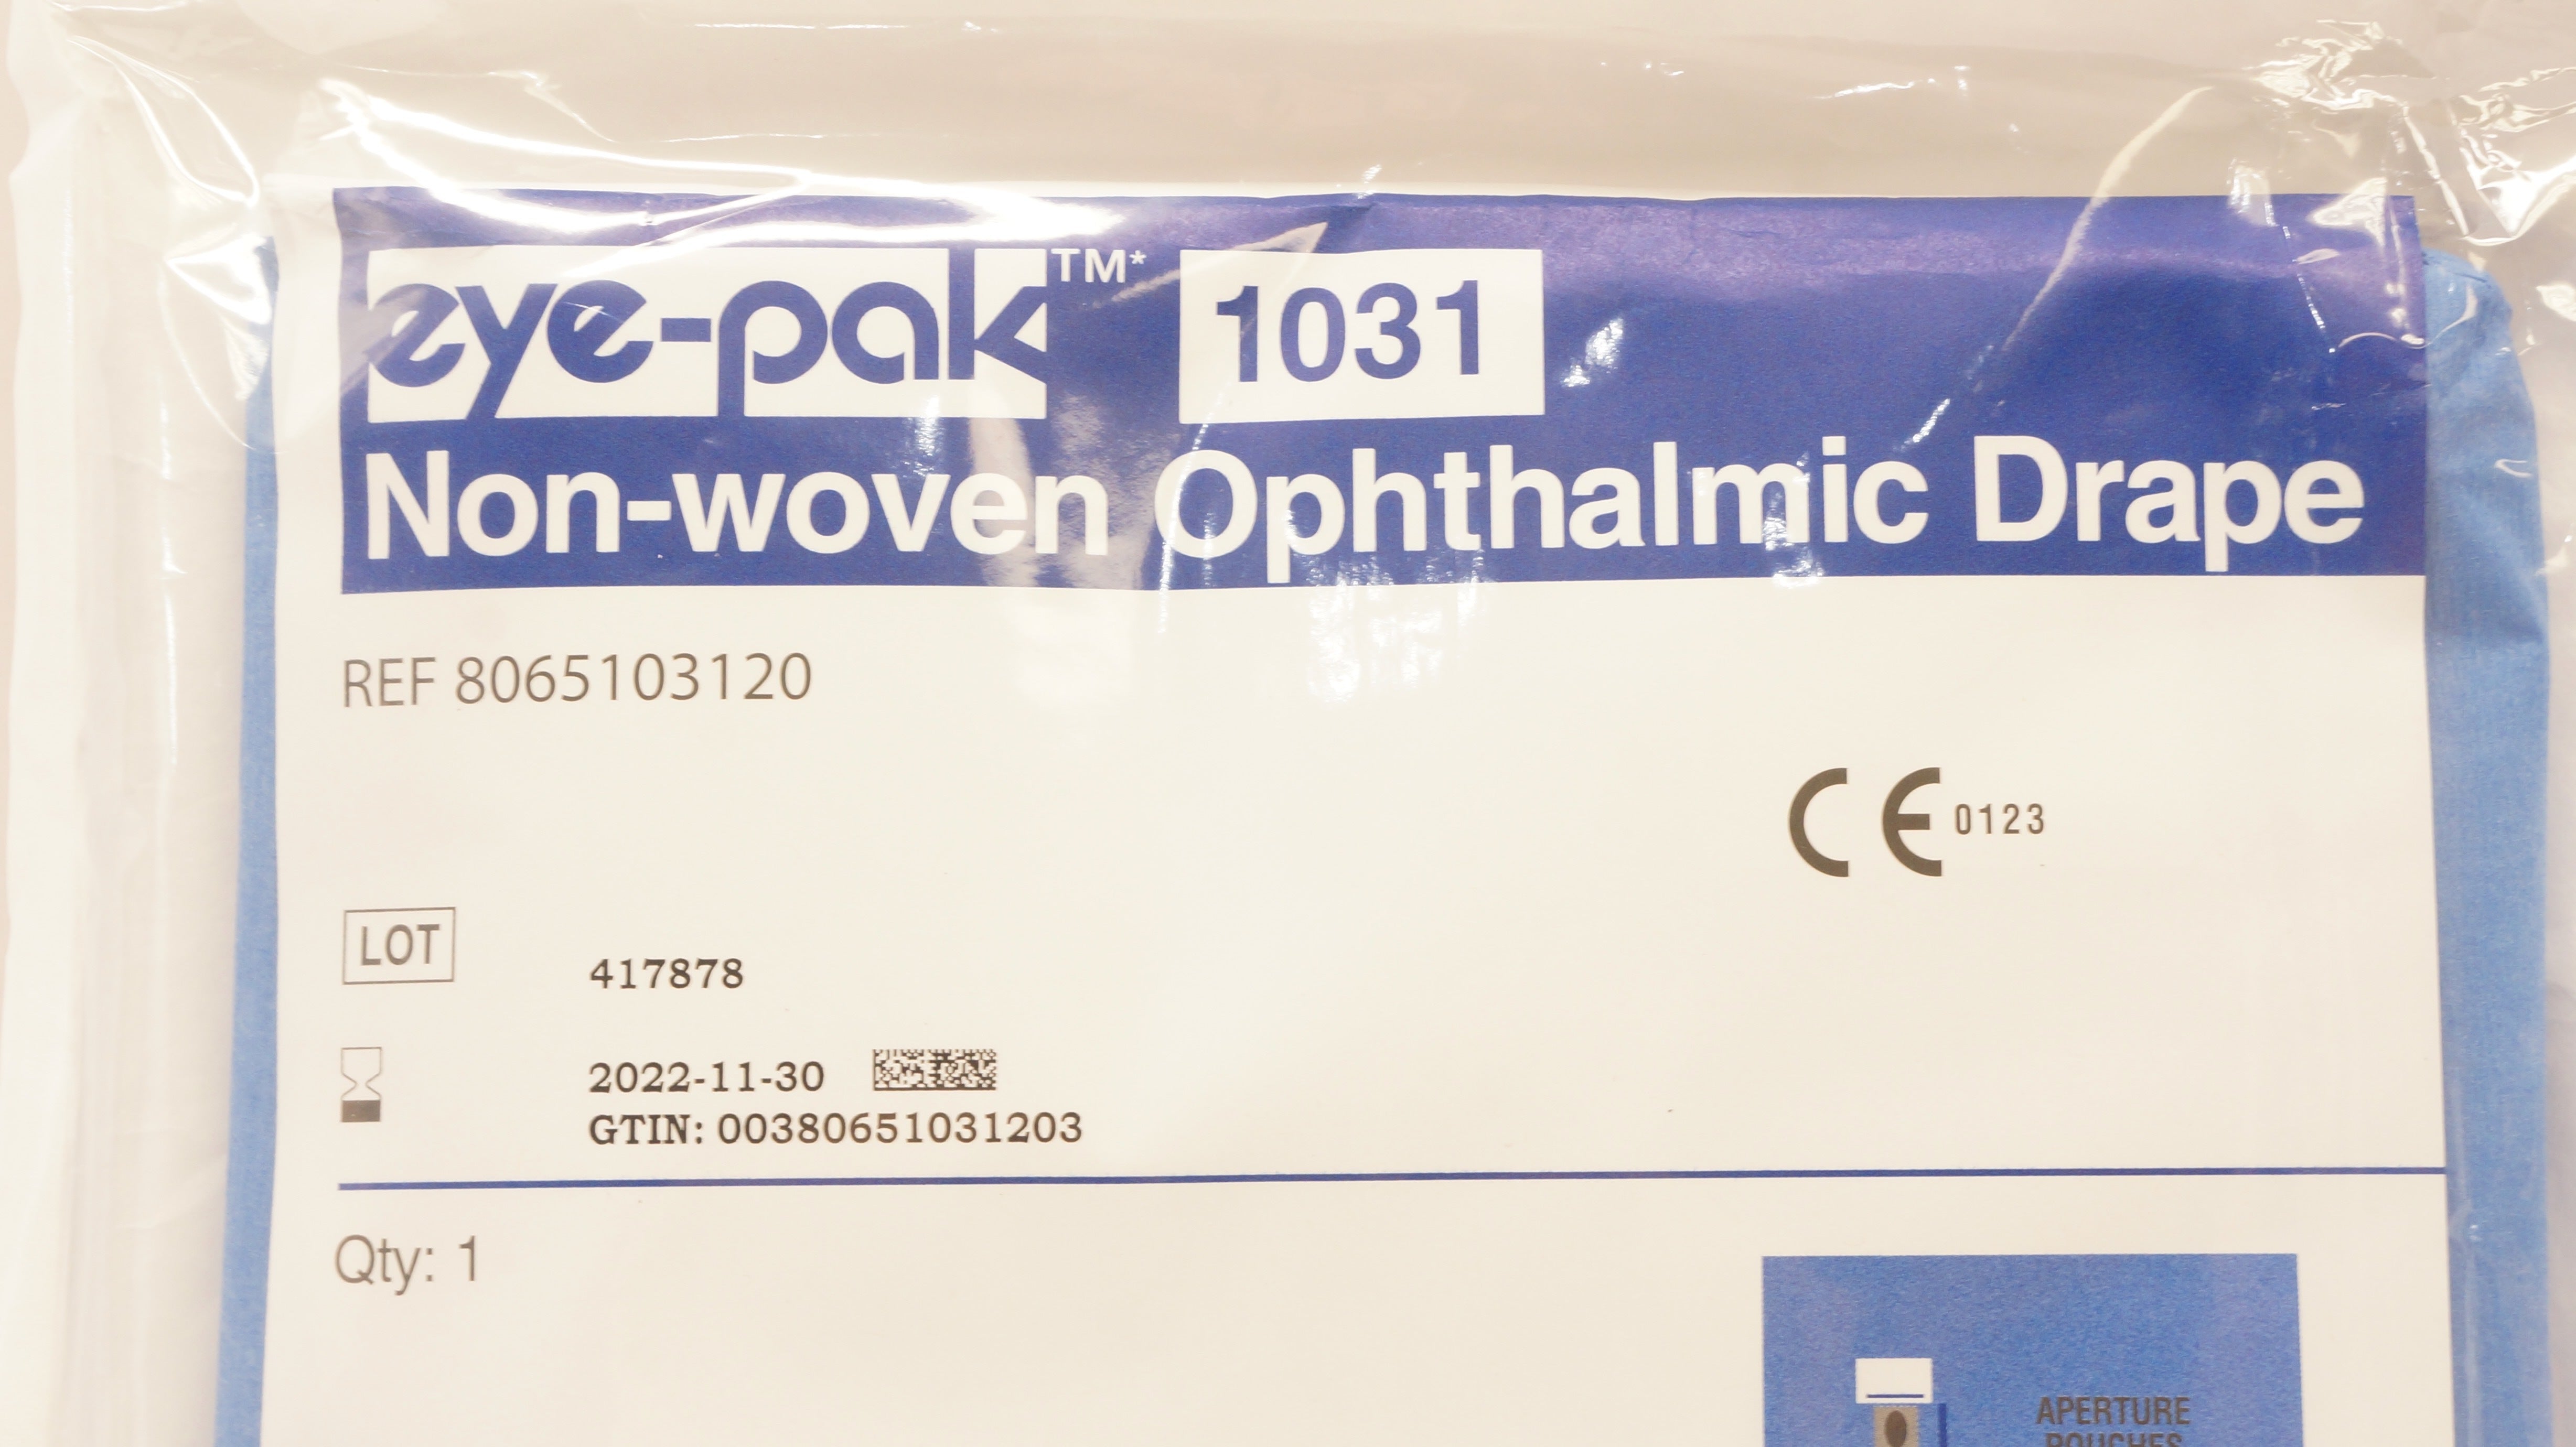 eye-pak™* 1031
Non-woven Ophthalmic Drape
REF 8065103120
CE 0123
LOT
417878
2022-11-30
GTIN: 00380651031203
Qty: 1
APERTURE
POUCHES